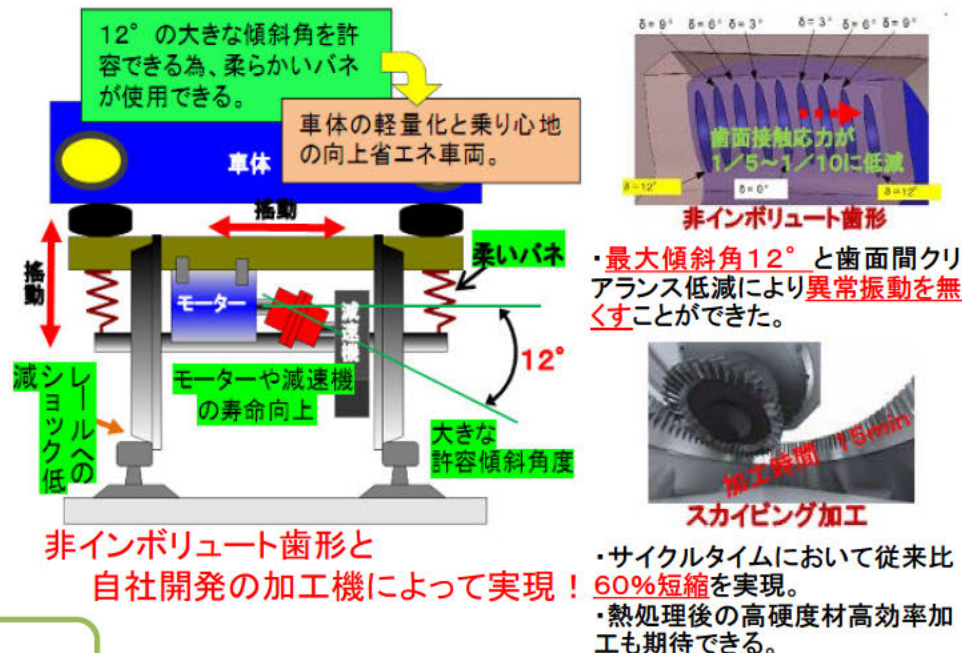 12°の大きな傾斜角を許
容できる為、柔らかいバネ
が使用できる。
車体の軽量化と乗り心地
の向上省エネ車両。
車体
揺動
揺動
柔いバネ
モーター
減速機
12°
モーターや減速機
の寿命向上
大きな
許容傾斜角度
レールへの
ショック低
減
非インボリュート歯形と
自社開発の加工機によって実現！
δ=9° δ=6° δ=3° δ=3° δ=6° δ=9°
歯面接触応力が
1/5～1/10に低減
δ=12° δ=0° δ=12°
非インボリュート歯形
・最大傾斜角12°と歯面間クリ
アランス低減により異常振動を無
くすことができた。
加工時間 15min
スカイビング加工
・サイクルタイムにおいて従来比
60%短縮を実現。
・熱処理後の高硬度材高効率加
工も期待できる。